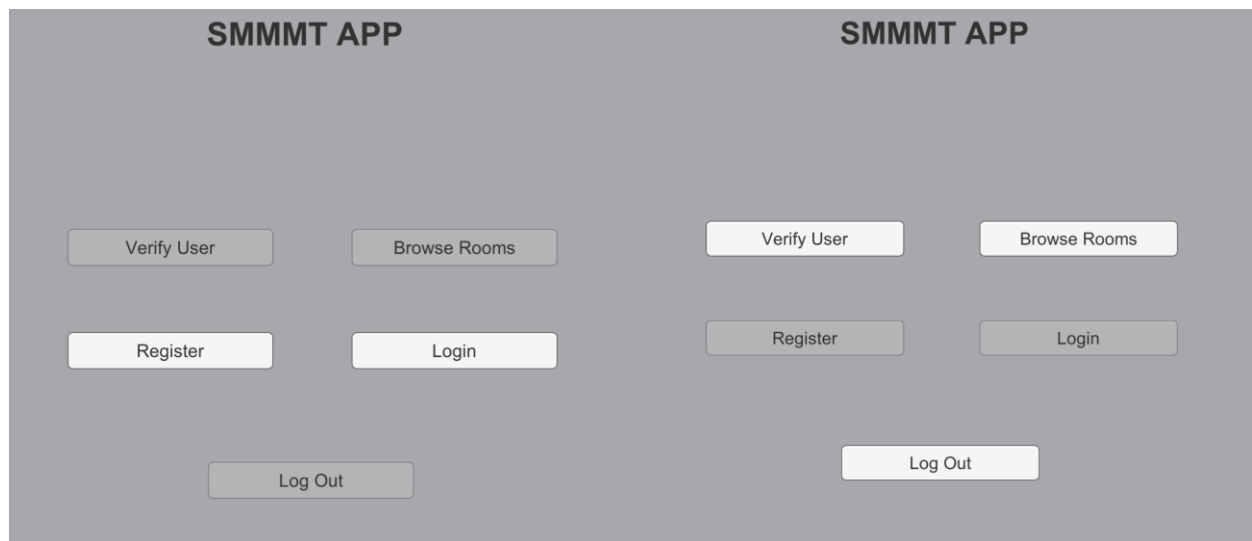 SMMMT APP
Verify User
Browse Rooms
Register
Login
Log Out
SMMMT APP
Verify User
Browse Rooms
Register
Login
Log Out